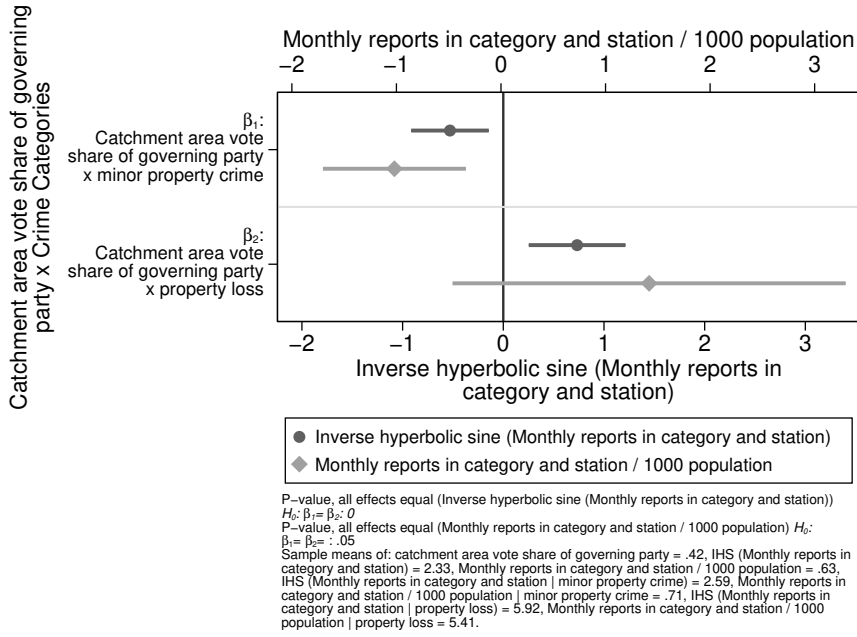 Monthly reports in category and station / 1000 population
−2 −1 0 1 2 3
Catchment area vote share of governing
party x Crime Categories
β₁:
Catchment area vote
share of governing party
x minor property crime
β₂:
Catchment area vote
share of governing party
x property loss
−2 −1 0 1 2 3
Inverse hyperbolic sine (Monthly reports in
category and station)
Inverse hyperbolic sine (Monthly reports in category and station)
Monthly reports in category and station / 1000 population
P−value, all effects equal (Inverse hyperbolic sine (Monthly reports in category and station))
H₀: β₁= β₂: 0
P−value, all effects equal (Monthly reports in category and station / 1000 population) H₀:
β₁= β₂= : .05
Sample means of: catchment area vote share of governing party = .42, IHS (Monthly reports in
category and station) = 2.33, Monthly reports in category and station / 1000 population = .63,
IHS (Monthly reports in category and station | minor property crime) = 2.59, Monthly reports in
category and station / 1000 population | minor property crime = .71, IHS (Monthly reports in
category and station | property loss) = 5.92, Monthly reports in category and station / 1000
population | property loss = 5.41.